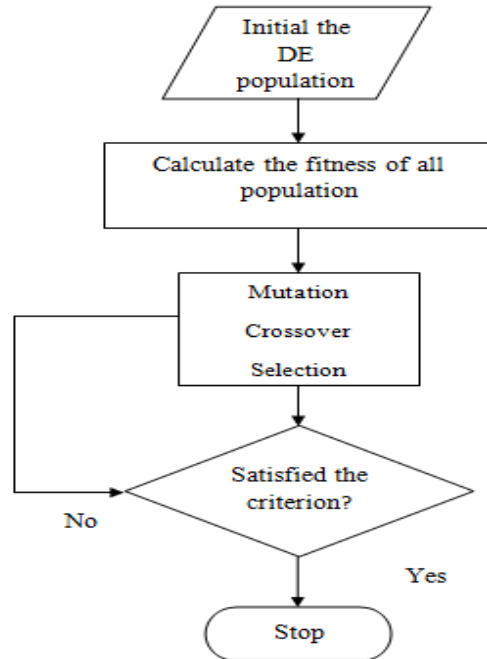 Initial the
DE
population
Calculate the fitness of all
population
Mutation
Crossover
Selection
Satisfied the
criterion?
No
Yes
Stop